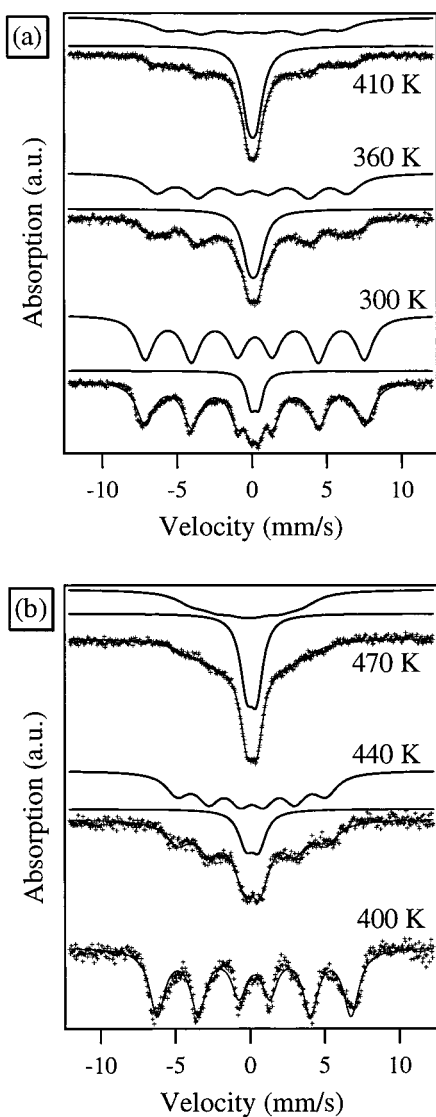 (a)
410 K
360 K
300 K
Absorption (a.u.)
-10 -5 0 5 10
Velocity (mm/s)
(b)
470 K
440 K
400 K
Absorption (a.u.)
-10 -5 0 5 10
Velocity (mm/s)